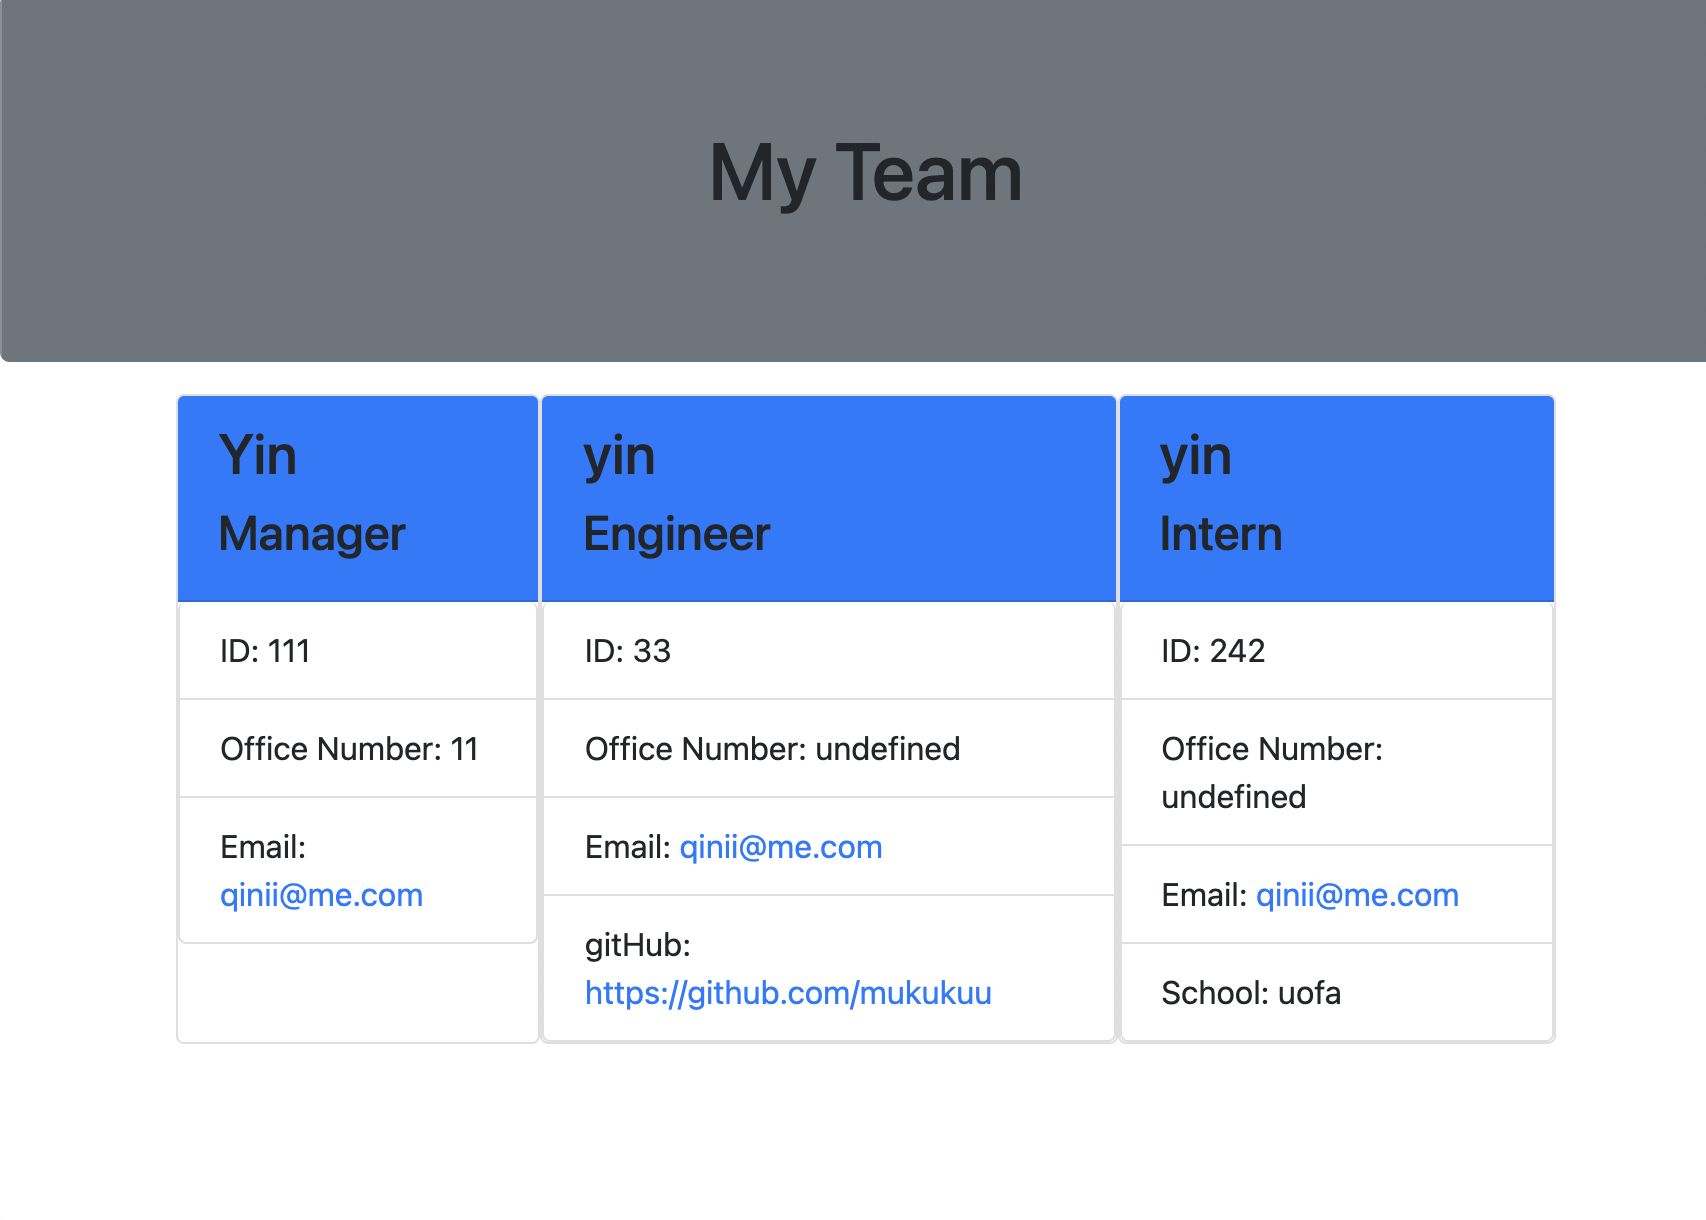 My Team
Yin
Manager
ID: 111
Office Number: 11
Email:
qinii@me.com
yin
Engineer
ID: 33
Office Number: undefined
Email: qinii@me.com
gitHub:
https://github.com/mukukuu
yin
Intern
ID: 242
Office Number:
undefined
Email: qinii@me.com
School: uofa